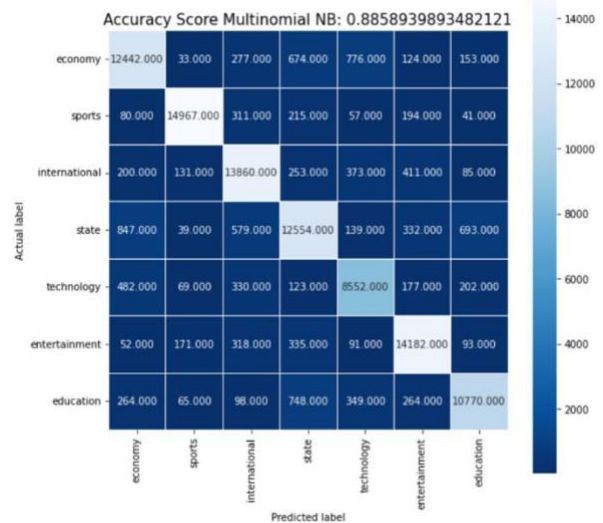 Accuracy Score Multinomial NB: 0.8858939893482121
economy 12442.000 33.000 277.000 674.000 776.000 124.000 153.000
sports 80.000 14967.000 311.000 215.000 57.000 194.000 41.000
international 200.000 131.000 13860.000 253.000 373.000 411.000 85.000
state 847.000 39.000 579.000 12554.000 139.000 332.000 693.000
technology 482.000 69.000 330.000 123.000 8552.000 177.000 202.000
entertainment 52.000 171.000 318.000 335.000 91.000 14182.000 93.000
education 264.000 65.000 98.000 748.000 349.000 264.000 10770.000
Actual label
economy
sports
international
state
technology
entertainment
education
Predicted label
14000
12000
10000
8000
6000
4000
2000